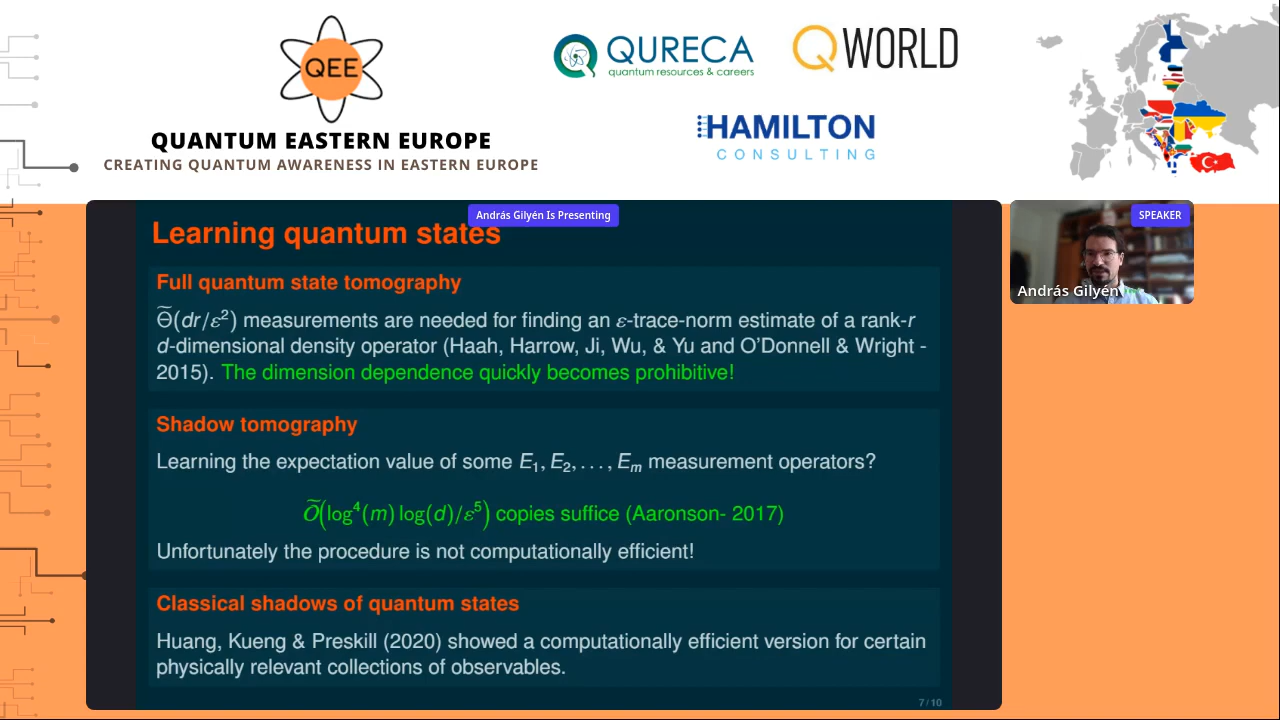 QEE
QUANTUM EASTERN EUROPE
CREATING QUANTUM AWARENESS IN EASTERN EUROPE
QURECA
quantum resources & careers
QWORLD
HAMILTON
CONSULTING
András Gilyén Is Presenting
SPEAKER
András Gilyén
Learning quantum states
Full quantum state tomography
Θ̃(dr/ε²) measurements are needed for finding an ε-trace-norm estimate of a rank-r
d-dimensional density operator (Haah, Harrow, Ji, Wu, & Yu and O'Donnell & Wright -
2015). The dimension dependence quickly becomes prohibitive!
Shadow tomography
Learning the expectation value of some E₁, E₂, . . . , Eₘ measurement operators?
Õ(log⁴(m) log(d)/ε⁵) copies suffice (Aaronson- 2017)
Unfortunately the procedure is not computationally efficient!
Classical shadows of quantum states
Huang, Kueng & Preskill (2020) showed a computationally efficient version for certain
physically relevant collections of observables.
7 / 10